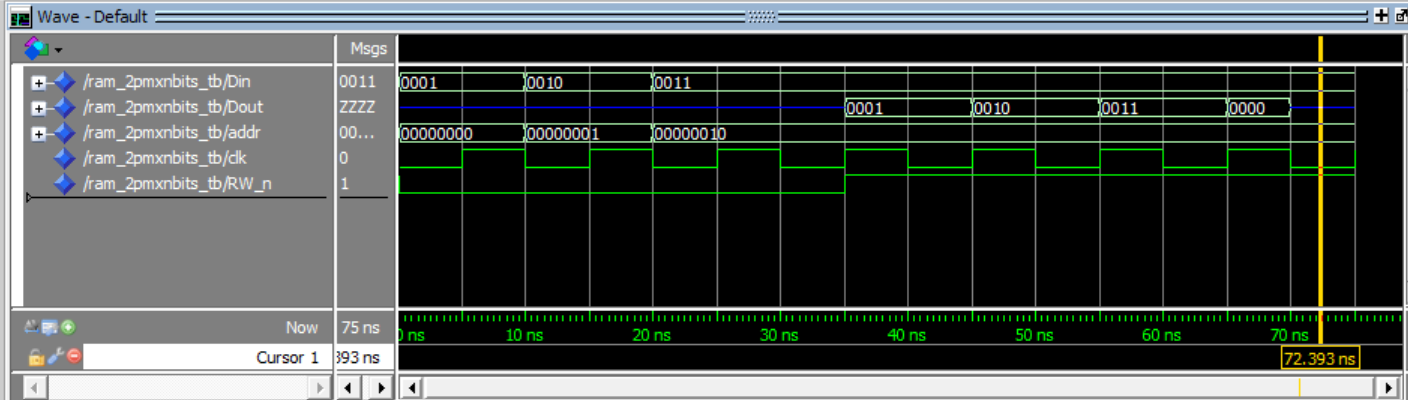 Wave - Default
Msgs
/ram_2pmxnbits_tb/Din 0011 0001 0010 0011
/ram_2pmxnbits_tb/Dout ZZZZ 0001 0010 0011 0000
/ram_2pmxnbits_tb/addr 00... 00000000 00000001 00000010
/ram_2pmxnbits_tb/clk 0
/ram_2pmxnbits_tb/RW_n 1
Now 75 ns 0 ns 10 ns 20 ns 30 ns 40 ns 50 ns 60 ns 70 ns
Cursor 1 393 ns 72.393 ns